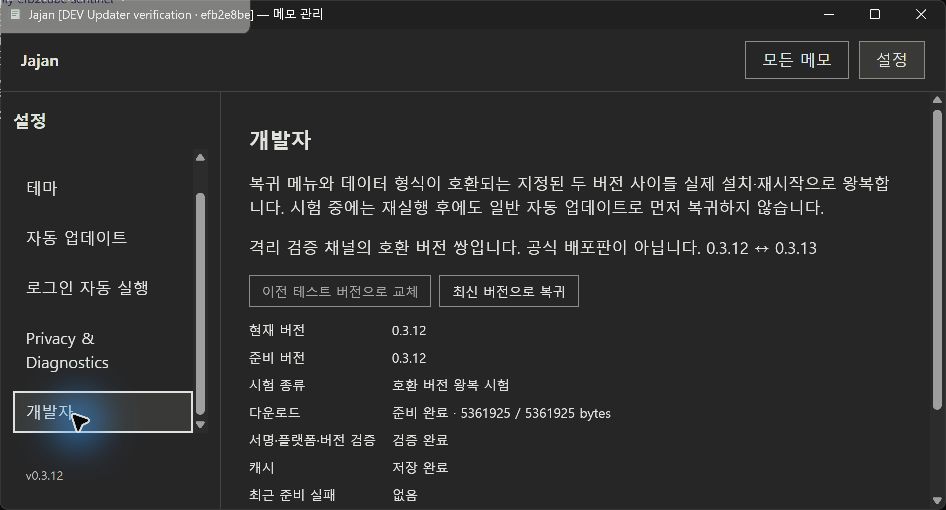 Jajan [DEV Updater verification · efb2e8be] — 메모 관리
Jajan
모든 메모
설정
설정
테마
자동 업데이트
로그인 자동 실행
Privacy &
Diagnostics
개발자
v0.3.12
개발자
복귀 메뉴와 데이터 형식이 호환되는 지정된 두 버전 사이를 실제 설치·재시작으로 왕복합
니다. 시험 중에는 재실행 후에도 일반 자동 업데이트로 먼저 복귀하지 않습니다.
격리 검증 채널의 호환 버전 쌍입니다. 공식 배포판이 아닙니다. 0.3.12 ↔ 0.3.13
이전 테스트 버전으로 교체
최신 버전으로 복귀
현재 버전 0.3.12
준비 버전 0.3.12
시험 종류 호환 버전 왕복 시험
다운로드 준비 완료 · 5361925 / 5361925 bytes
서명·플랫폼·버전 검증 검증 완료
캐시 저장 완료
최근 준비 실패 없음